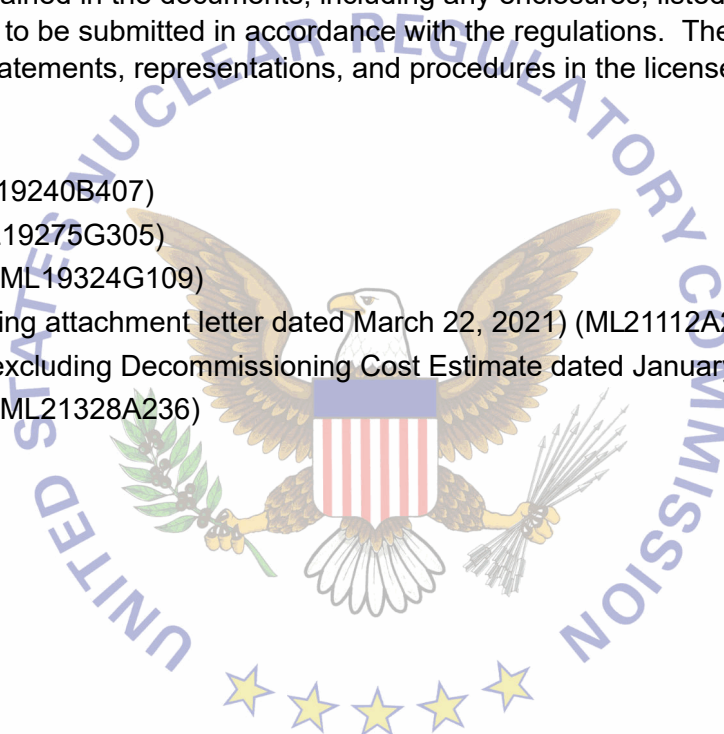 ained in the documents, including any enclosures, listed
to be submitted in accordance with the regulations. The
atements, representations, and procedures in the license
19240B407)
19275G305)
ML19324G109)
ing attachment letter dated March 22, 2021) (ML21112A2
excluding Decommissioning Cost Estimate dated January
ML21328A236)
UNITED STATES NUCLEAR REGULATORY COMMISSION